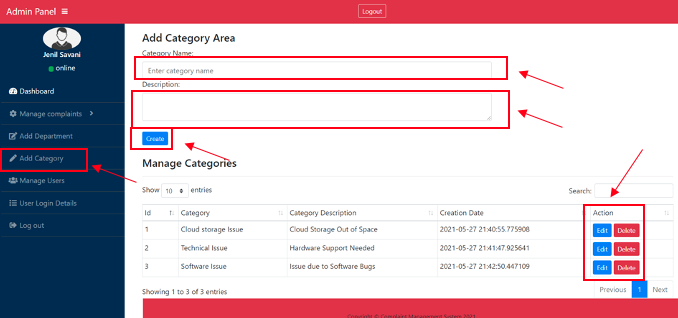 Admin Panel
Logout
Jenil Savani
online
Dashboard
Manage complaints
Add Department
Add Category
Manage Users
User Login Details
Log out
Add Category Area
Category Name:
Enter category name
Description:
Create
Manage Categories
Show 10 entries
Search:
Id Category Category Description Creation Date Action
1 Cloud storage Issue Cloud Storage Out of Space 2021-05-27 21:40:55.775908 Edit Delete
2 Technical Issue Hardware Support Needed 2021-05-27 21:41:47.925641 Edit Delete
3 Software Issue Issue due to Software Bugs 2021-05-27 21:42:50.447109 Edit Delete
Showing 1 to 3 of 3 entries
Previous 1 Next
Copyright © Complaint Management System 2021